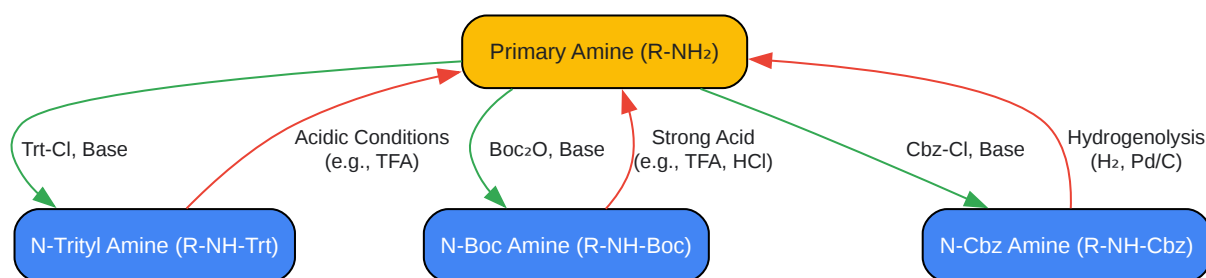 Primary Amine (R-NH₂)
Trt-Cl, Base
Acidic Conditions
(e.g., TFA)
Boc₂O, Base
Strong Acid
(e.g., TFA, HCl)
Cbz-Cl, Base
Hydrogenolysis
(H₂, Pd/C)
N-Trityl Amine (R-NH-Trt)
N-Boc Amine (R-NH-Boc)
N-Cbz Amine (R-NH-Cbz)